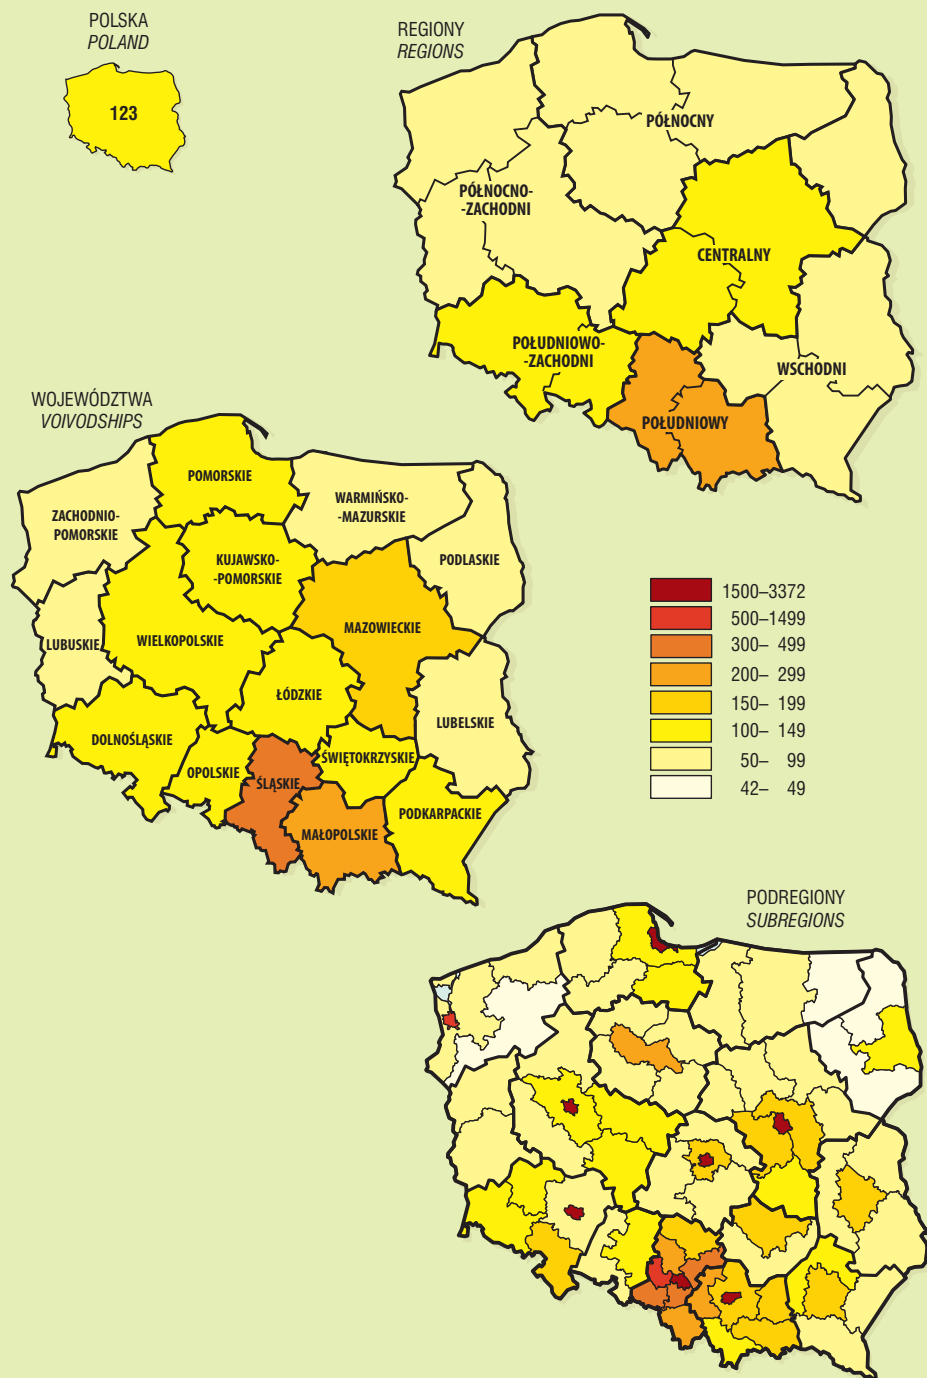 POLSKA
POLAND
123
REGIONY
REGIONS
PÓŁNOCNY
PÓŁNOCNO-
-ZACHODNI
CENTRALNY
POŁUDNIOWO-
-ZACHODNI
WSCHODNI
POŁUDNIOWY
WOJEWÓDZTWA
VOIVODSHIPS
POMORSKIE
WARMIŃSKO-
-MAZURSKIE
ZACHODNIO-
POMORSKIE
KUJAWSKO-
-POMORSKIE
PODLASKIE
MAZOWIECKIE
LUBUSKIE
WIELKOPOLSKIE
ŁÓDZKIE
LUBELSKIE
DOLNOŚLĄSKIE
ŚWIĘTOKRZYSKIE
OPOLSKIE
ŚLĄSKIE
PODKARPACKIE
MAŁOPOLSKIE
1500–3372
500–1499
300– 499
200– 299
150– 199
100– 149
50– 99
42– 49
PODREGIONY
SUBREGIONS